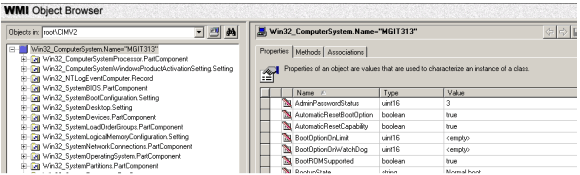 WMI Object Browser
Objects in: root\CIMV2
Win32_ComputerSystem.Name="MGIT313"
Win32_ComputerSystemProcessor.PartComponent
Win32_ComputerSystemWindowsProductActivationSetting.Setting
Win32_NTLogEventComputer.Record
Win32_SystemBIOS.PartComponent
Win32_SystemBootConfiguration.Setting
Win32_SystemDesktop.Setting
Win32_SystemDevices.PartComponent
Win32_SystemLoadOrderGroups.PartComponent
Win32_SystemLogicalMemoryConfiguration.Setting
Win32_SystemNetworkConnections.PartComponent
Win32_SystemOperatingSystem.PartComponent
Win32_SystemPartitions.PartComponent
Win32_ComputerSystem.Name="MGIT313"
Properties Methods Associations
Properties of an object are values that are used to characterize an instance of a class.
Name Type Value
AdminPasswordStatus uint16 3
AutomaticResetBootOption boolean true
AutomaticResetCapability boolean true
BootOptionOnLimit uint16 <empty>
BootOptionOnWatchDog uint16 <empty>
BootROMSupported boolean true
BootupState string Normal boot